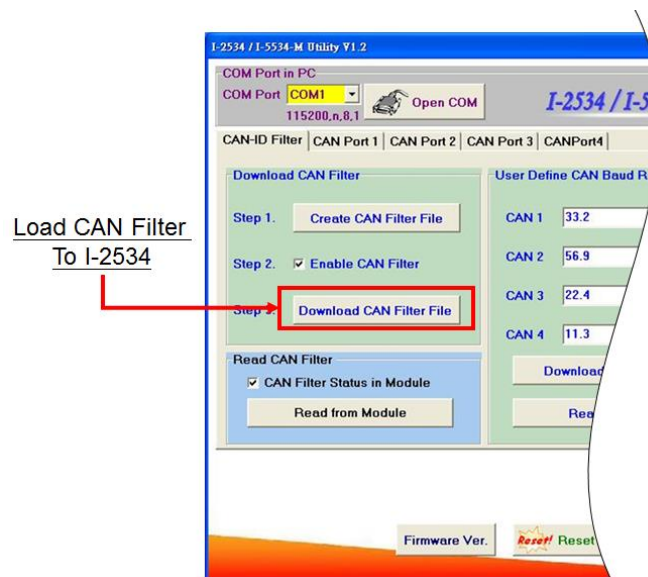 I-2534 / I-5534-M Utility V1.2
COM Port in PC
COM Port COM1 Open COM
115200,n,8,1
I-2534 / I-5
CAN-ID Filter CAN Port 1 CAN Port 2 CAN Port 3 CANPort4
Download CAN Filter
Step 1. Create CAN Filter File
Step 2. Enable CAN Filter
Step 3. Download CAN Filter File
Read CAN Filter
CAN Filter Status in Module
Read from Module
User Define CAN Baud R
CAN 1 33.2
CAN 2 56.9
CAN 3 22.4
CAN 4 11.3
Download
Rea
Load CAN Filter
To I-2534
Firmware Ver. Reset! Reset